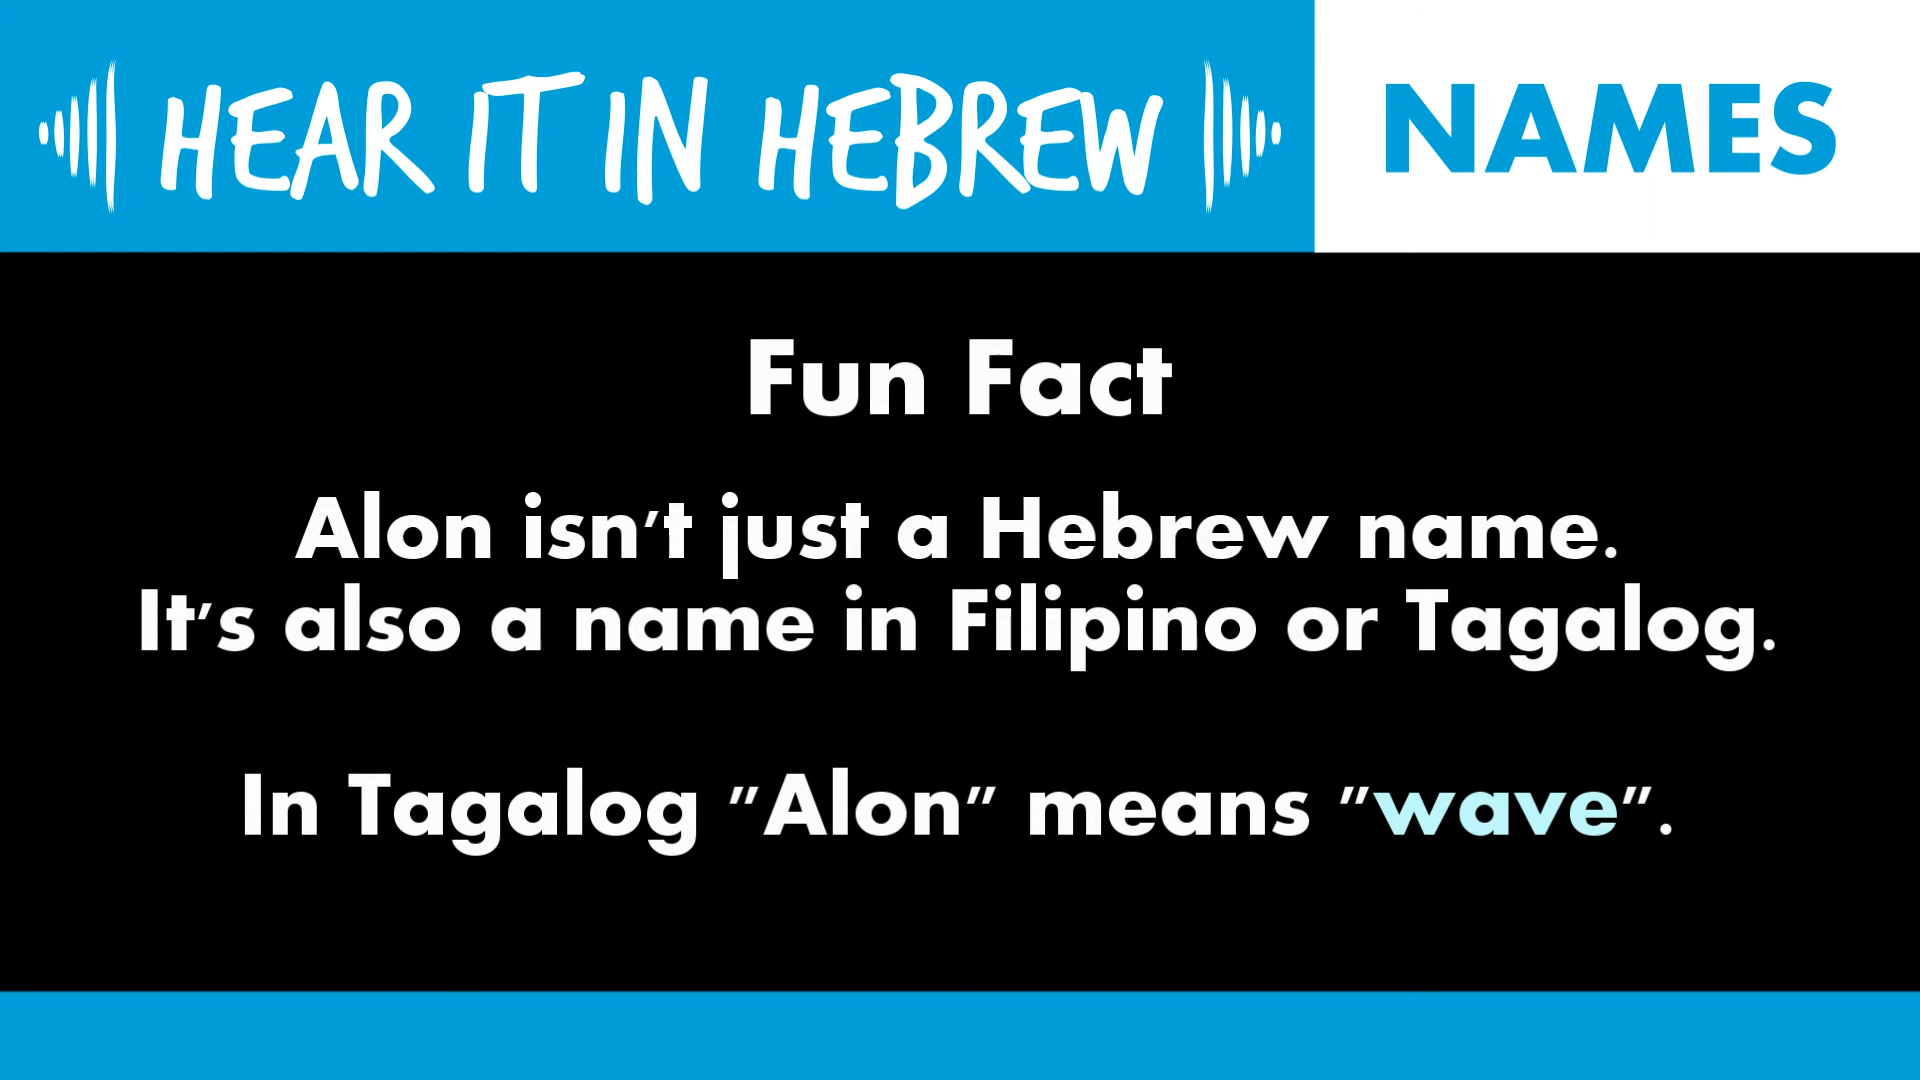 HEAR IT IN HEBREW
NAMES
Fun Fact
Alon isn't just a Hebrew name.
It's also a name in Filipino or Tagalog.
In Tagalog "Alon" means "wave".